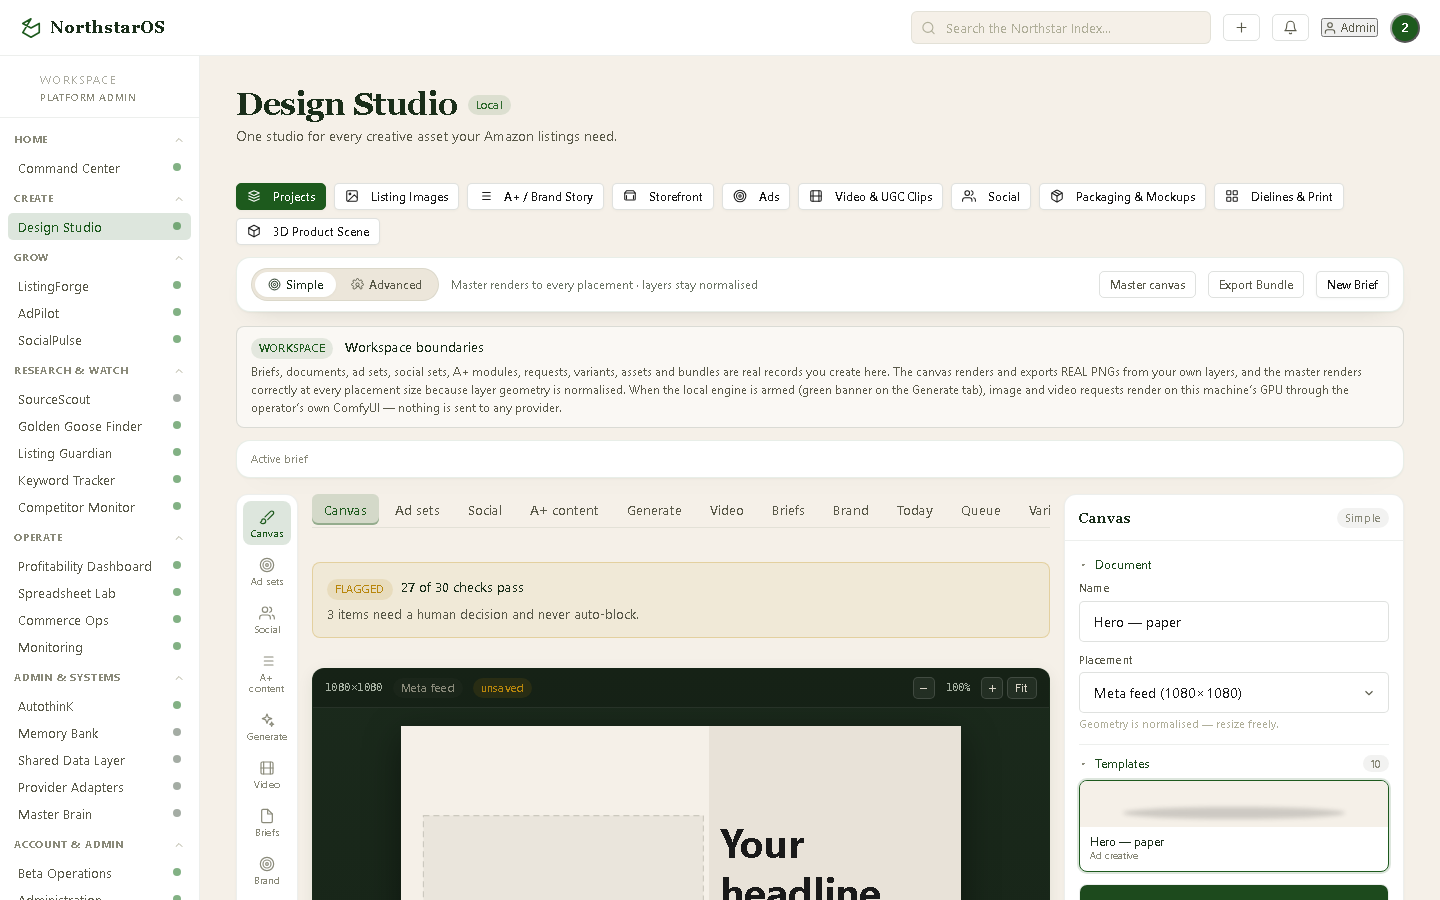 NorthstarOS
Search the Northstar Index...
Admin
2
WORKSPACE
PLATFORM ADMIN
HOME
Command Center
CREATE
Design Studio
GROW
ListingForge
AdPilot
SocialPulse
RESEARCH & WATCH
SourceScout
Golden Goose Finder
Listing Guardian
Keyword Tracker
Competitor Monitor
OPERATE
Profitability Dashboard
Spreadsheet Lab
Commerce Ops
Monitoring
ADMIN & SYSTEMS
AutothinK
Memory Bank
Shared Data Layer
Provider Adapters
Master Brain
ACCOUNT & ADMIN
Beta Operations
Administration
Design Studio
Local
One studio for every creative asset your Amazon listings need.
Projects
Listing Images
A+ / Brand Story
Storefront
Ads
Video & UGC Clips
Social
Packaging & Mockups
Dielines & Print
3D Product Scene
Simple
Advanced
Master renders to every placement · layers stay normalised
Master canvas
Export Bundle
New Brief
WORKSPACE
Workspace boundaries
Briefs, documents, ad sets, social sets, A+ modules, requests, variants, assets and bundles are real records you create here. The canvas renders and exports REAL PNGs from your own layers, and the master renders
correctly at every placement size because layer geometry is normalised. When the local engine is armed (green banner on the Generate tab), image and video requests render on this machine's GPU through the
operator's own ComfyUI — nothing is sent to any provider.
Active brief
Canvas
Ad sets
Social
A+
content
Generate
Video
Briefs
Brand
Canvas
Ad sets
Social
A+ content
Generate
Video
Briefs
Brand
Today
Queue
Vari
FLAGGED
27 of 30 checks pass
3 items need a human decision and never auto-block.
1080×1080
Meta feed
unsaved
−
100%
+
Fit
Your
headline
Canvas
Simple
Document
Name
Hero — paper
Placement
Meta feed (1080×1080)
Geometry is normalised — resize freely.
Templates
10
Hero — paper
Ad creative